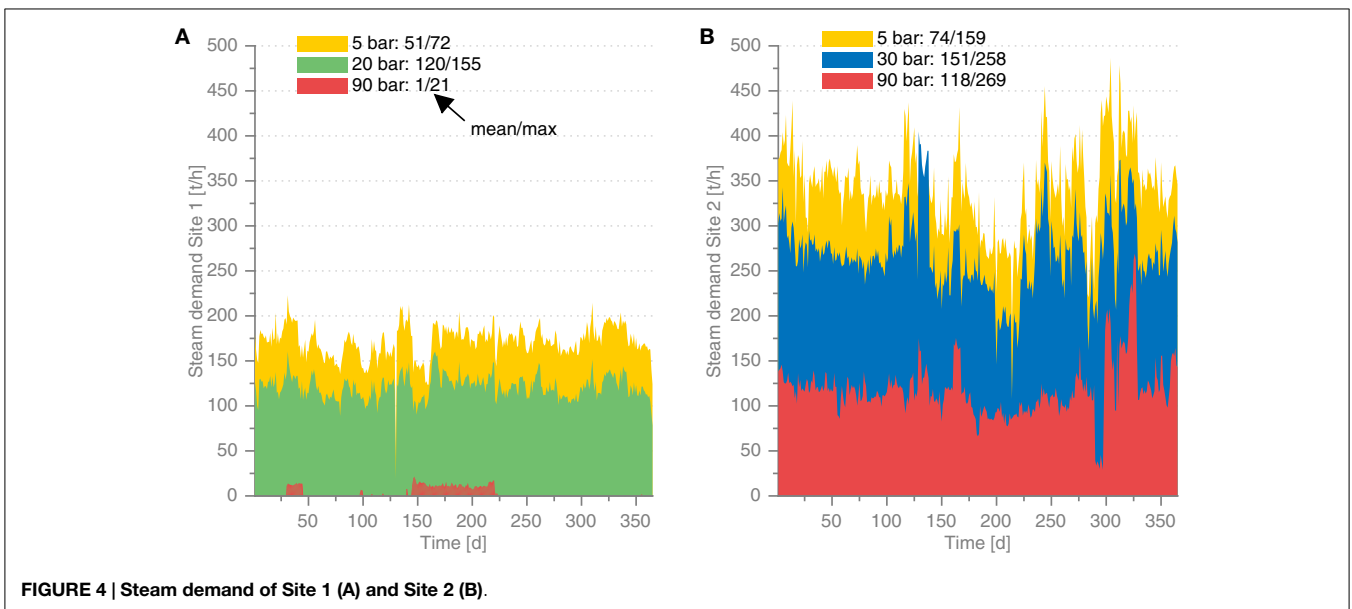 A
500
450
400
350
300
250
200
150
100
50
0
Steam demand Site 1 [t/h]
5 bar: 51/72
20 bar: 120/155
90 bar: 1/21
mean/max
50 100 150 200 250 300 350
Time [d]
B
500
450
400
350
300
250
200
150
100
50
0
Steam demand Site 2 [t/h]
5 bar: 74/159
30 bar: 151/258
90 bar: 118/269
50 100 150 200 250 300 350
Time [d]
FIGURE 4 | Steam demand of Site 1 (A) and Site 2 (B).